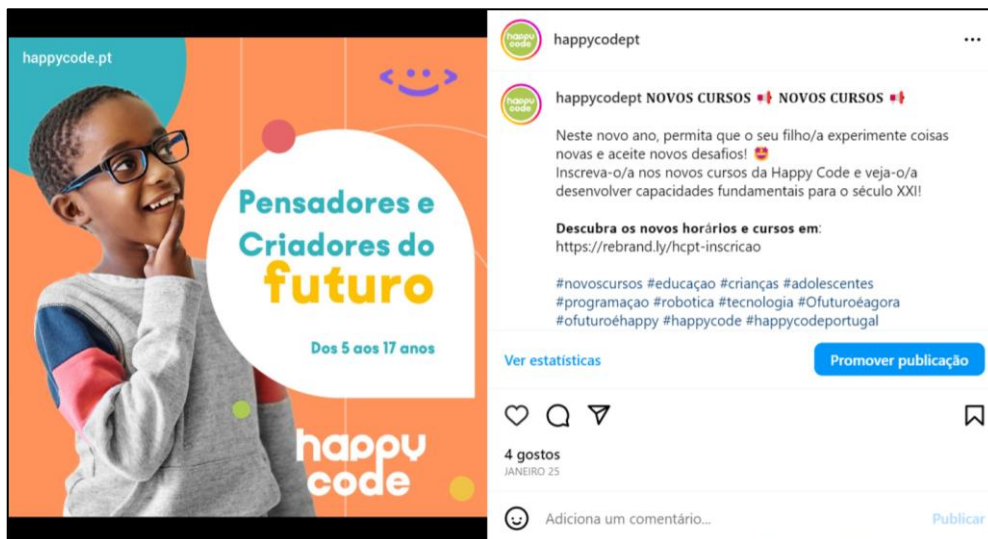 happycode.pt
Pensadores e
Criadores do
futuro
Dos 5 aos 17 anos
happy
code
happy
code
happycodept
happy
code
happycodept NOVOS CURSOS 📢 NOVOS CURSOS 📢
Neste novo ano, permita que o seu filho/a experimente coisas
novas e aceite novos desafios! 🤩
Inscreva-o/a nos novos cursos da Happy Code e veja-o/a
desenvolver capacidades fundamentais para o século XXI!
Descubra os novos horários e cursos em:
https://rebrand.ly/hcpt-inscricao
#novoscursos #educaçao #crianças #adolescentes
#programaçao #robotica #tecnologia #Ofuturoéagora
#ofuturoéhappy #happycode #happycodeportugal
Ver estatísticas
Promover publicação
4 gostos
JANEIRO 25
Adiciona um comentário...
Publicar